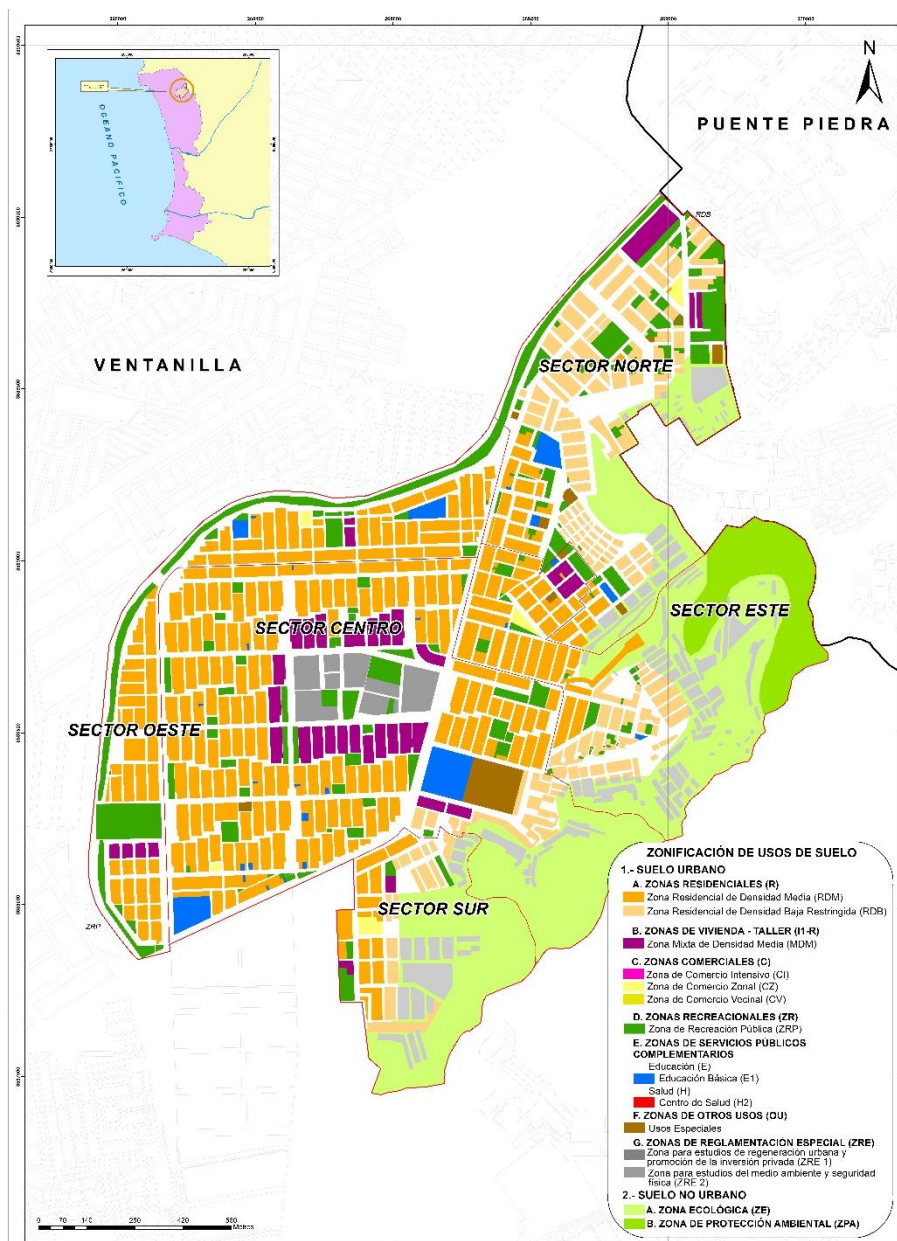 N
PUENTE PIEDRA
OCEANO PACIFICO
RDB
VENTANILLA
SECTOR NORTE
SECTOR ESTE
SECTOR CENTRO
SECTOR OESTE
SECTOR SUR
ZRP
ZONIFICACIÓN DE USOS DE SUELO
1.- SUELO URBANO
A. ZONAS RESIDENCIALES (R)
Zona Residencial de Densidad Media (RDM)
Zona Residencial de Densidad Baja Restringida (RDB)
B. ZONAS DE VIVIENDA - TALLER (I1-R)
Zona Mixta de Densidad Media (MDM)
C. ZONAS COMERCIALES (C)
Zona de Comercio Intensivo (CI)
Zona de Comercio Zonal (CZ)
Zona de Comercio Vecinal (CV)
D. ZONAS RECREACIONALES (ZR)
Zona de Recreación Pública (ZRP)
E. ZONAS DE SERVICIOS PÚBLICOS
COMPLEMENTARIOS
Educación (E)
Educación Básica (E1)
Salud (H)
Centro de Salud (H2)
F. ZONAS DE OTROS USOS (OU)
Usos Especiales
G. ZONAS DE REGLAMENTACIÓN ESPECIAL (ZRE)
Zona para estudios de regeneración urbana y
promoción de la inversión privada (ZRE 1)
Zona para estudios del medio ambiente y seguridad
física (ZRE 2)
2.- SUELO NO URBANO
A. ZONA ECOLÓGICA (ZE)
B. ZONA DE PROTECCIÓN AMBIENTAL (ZPA)
0 70 140 280 420 560
Metros